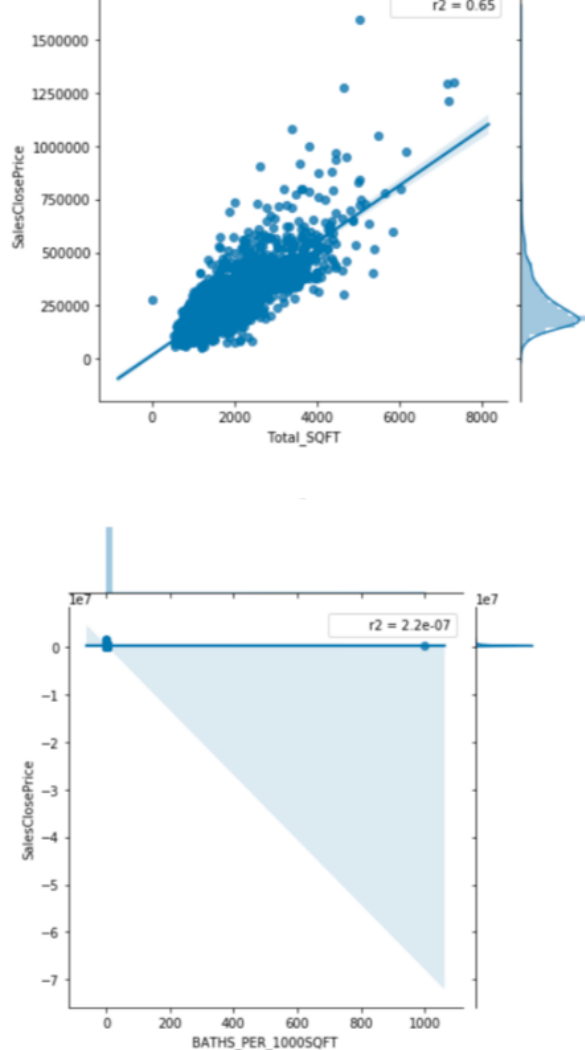 r2 = 0.65
1500000
1250000
1000000
750000
500000
250000
0
SalesClosePrice
0 2000 4000 6000 8000
Total_SQFT
1e7 1e7
r2 = 2.2e-07
0
−1
−2
−3
−4
−5
−6
−7
SalesClosePrice
0 200 400 600 800 1000
BATHS_PER_1000SQFT